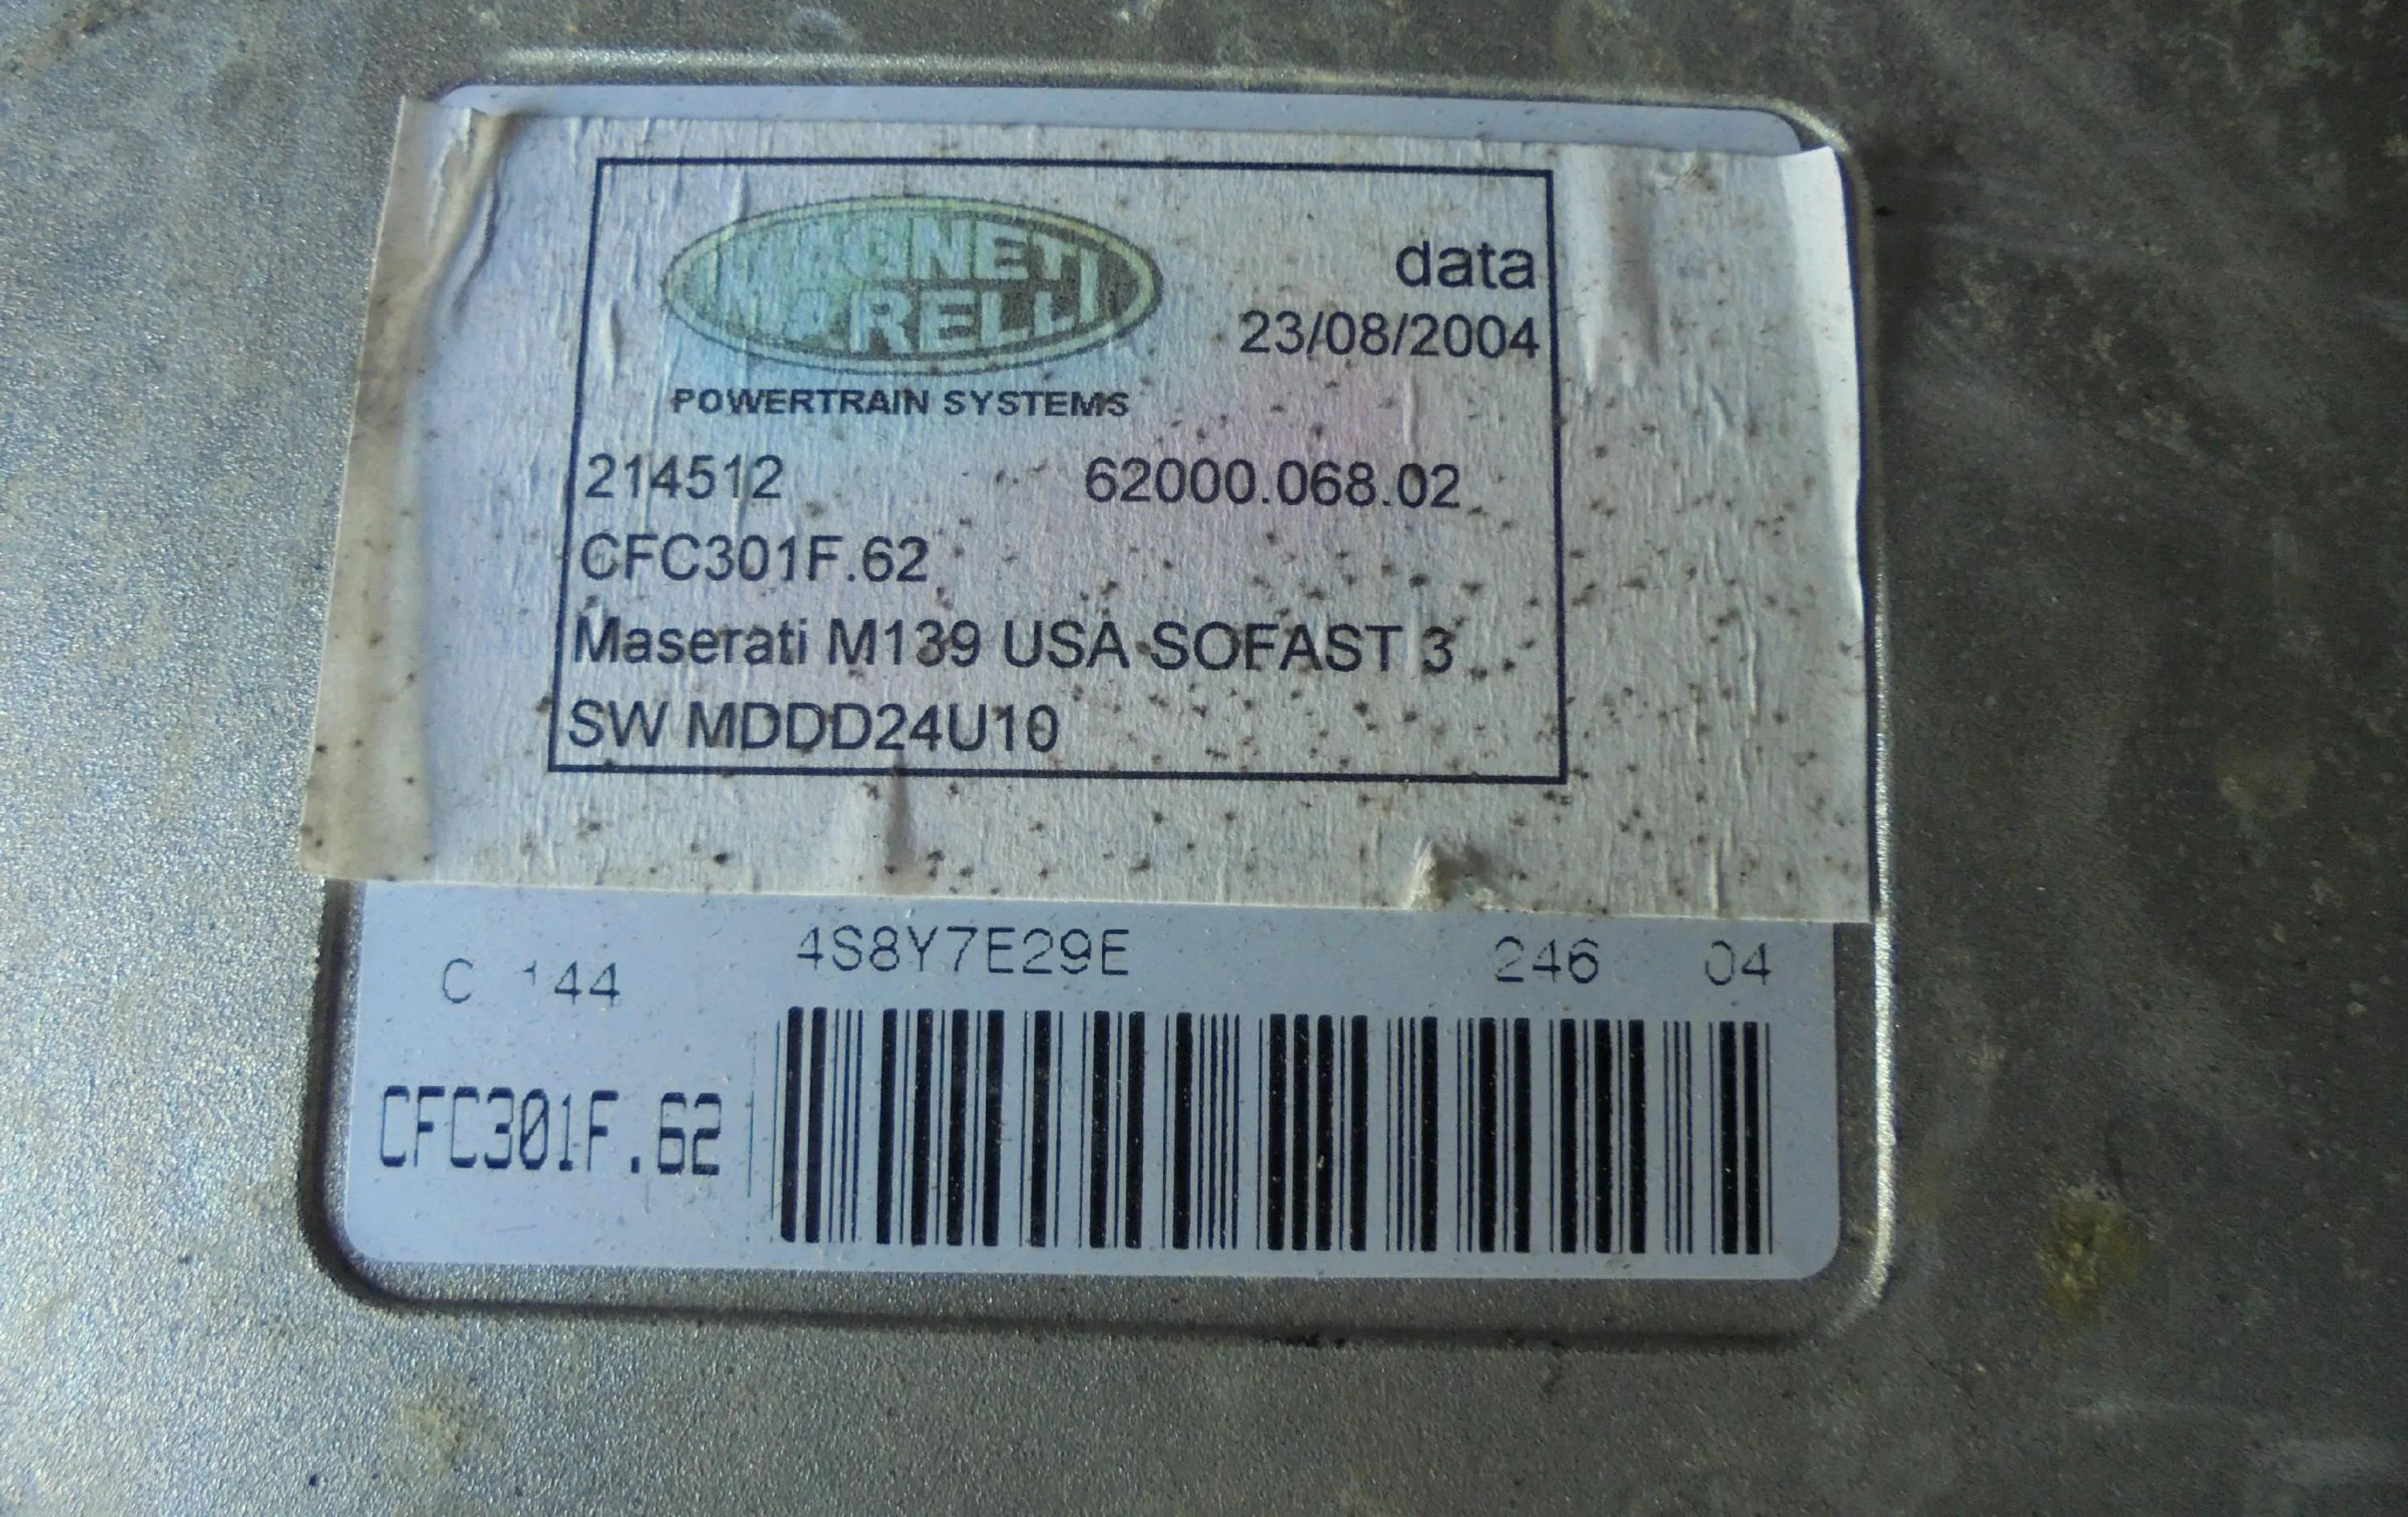 MAGNETI
MARELLI
data
23/08/2004
POWERTRAIN SYSTEMS
214512 62000.068.02
CFC301F.62
Maserati M139 USA SOFAST 3
SW MDDD24U10
C 144 4S8Y7E29E 246 04
CFC301F.62